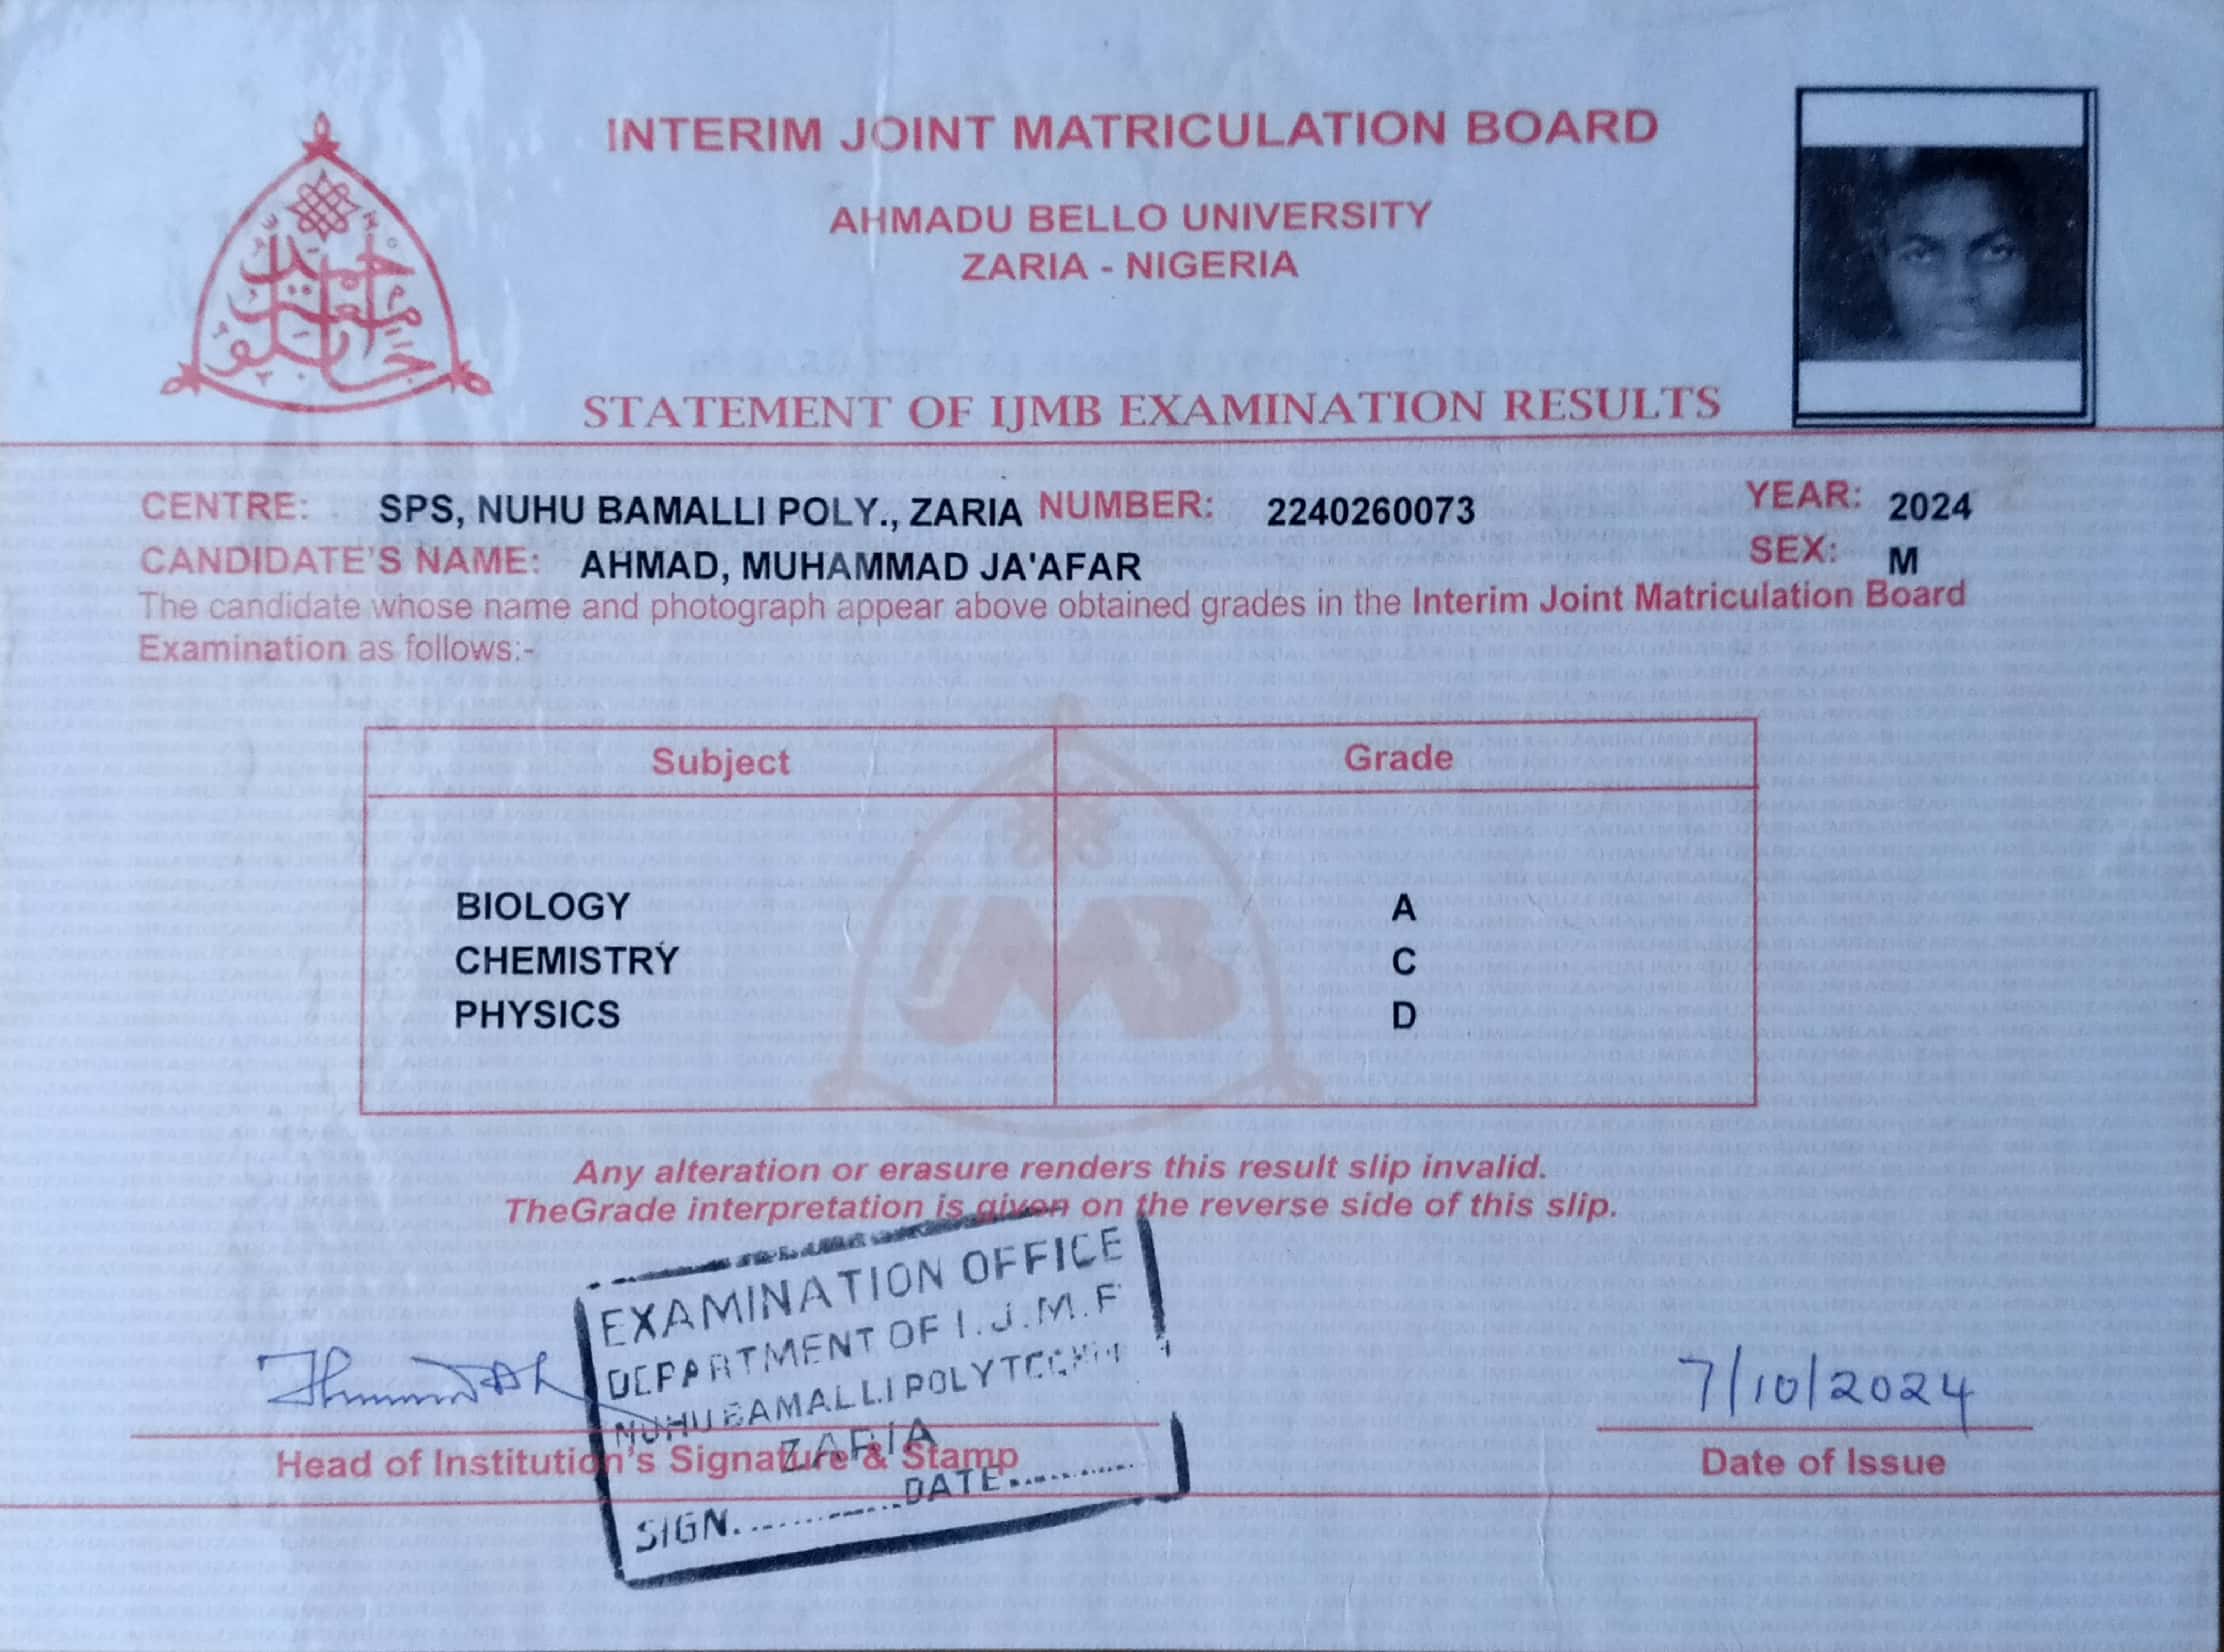 INTERIM JOINT MATRICULATION BOARD
AHMADU BELLO UNIVERSITY
ZARIA - NIGERIA
STATEMENT OF IJMB EXAMINATION RESULTS
CENTRE: SPS, NUHU BAMALLI POLY., ZARIA NUMBER: 2240260073 YEAR: 2024
CANDIDATE'S NAME: AHMAD, MUHAMMAD JA'AFAR SEX: M
The candidate whose name and photograph appear above obtained grades in the Interim Joint Matriculation Board
Examination as follows:-
Subject Grade
BIOLOGY A
CHEMISTRY C
PHYSICS D
IJMB
Any alteration or erasure renders this result slip invalid.
TheGrade interpretation is given on the reverse side of this slip.
EXAMINATION OFFICE
DEPARTMENT OF I.J.M.
NUHU BAMALLI POLYTECHN
ZARIA
SIGN. DATE
7/10/2024
Head of Institution's Signature & Stamp
Date of Issue